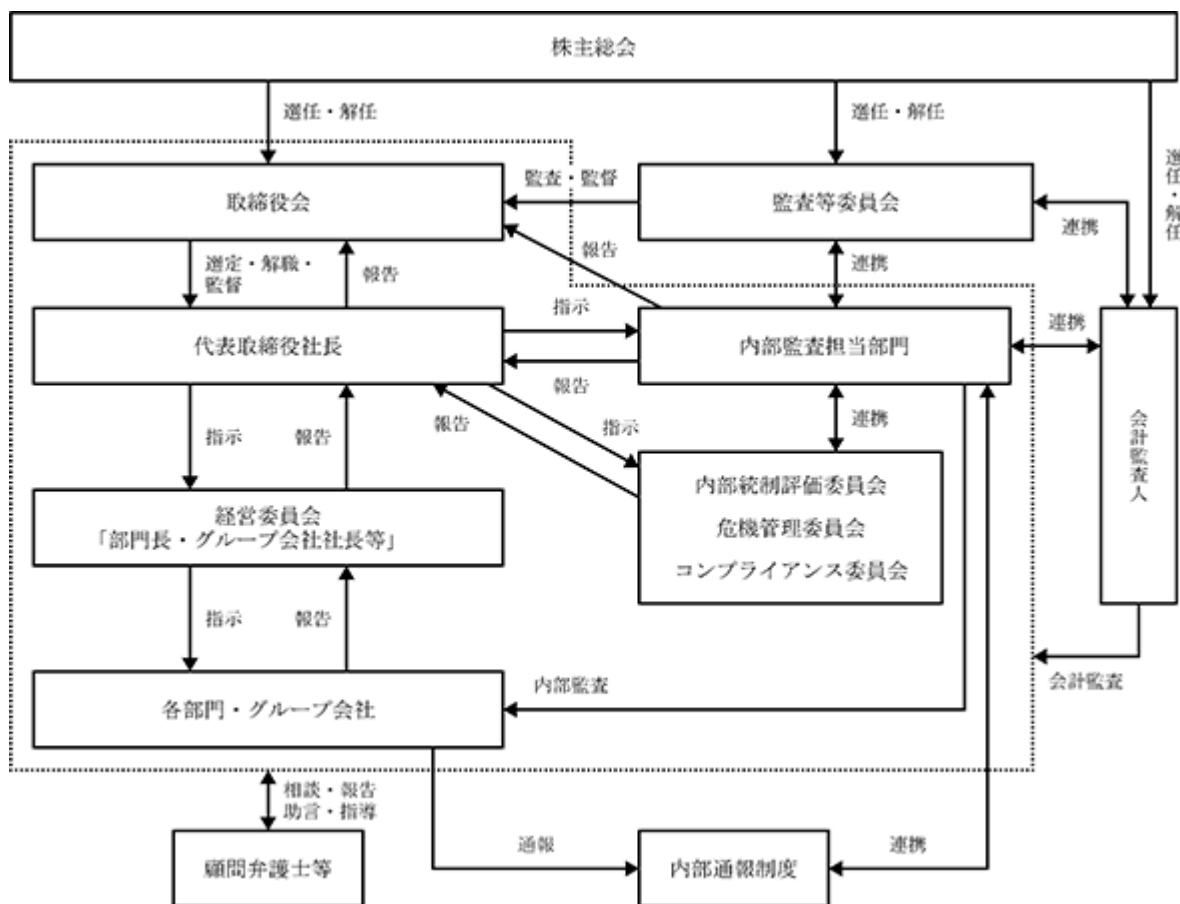 株主総会
選任・解任
選任・解任
選任・解任
取締役会
監査・監督
監査等委員会
連携
選定・解職・
監督
報告
報告
連携
代表取締役社長
指示
報告
内部監査担当部門
連携
会計監査人
指示
報告
報告
指示
連携
経営委員会
「部門長・グループ会社社長等」
内部統制評価委員会
危機管理委員会
コンプライアンス委員会
指示
報告
各部門・グループ会社
内部監査
会計監査
相談・報告
助言・指導
顧問弁護士等
通報
内部通報制度
連携